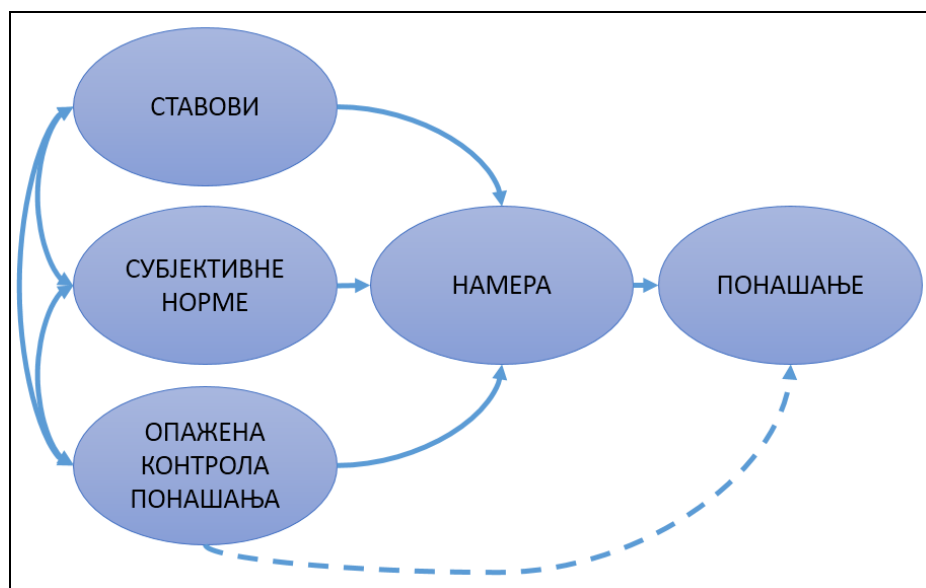 СТАВОВИ
СУБЈЕКТИВНЕ
НОРМЕ
НАМЕРА
ПОНАШАЊЕ
ОПАЖЕНА
КОНТРОЛА
ПОНАШАЊА